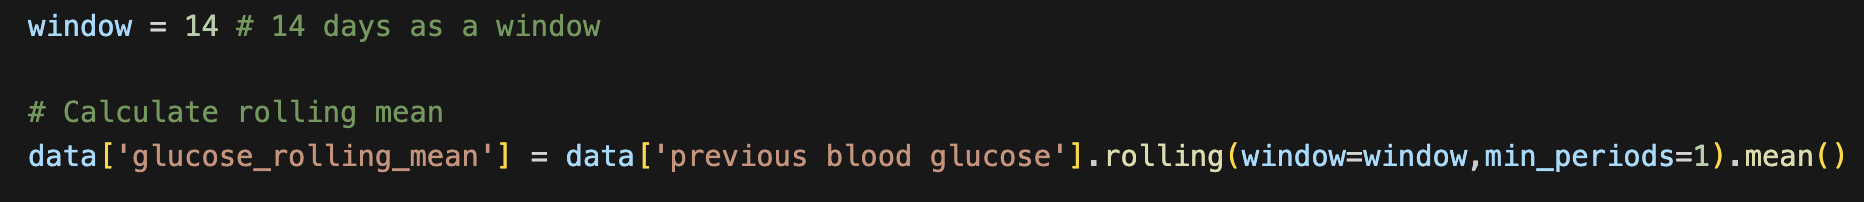 window = 14 # 14 days as a window
# Calculate rolling mean
data['glucose_rolling_mean'] = data['previous blood glucose'].rolling(window=window,min_periods=1).mean()